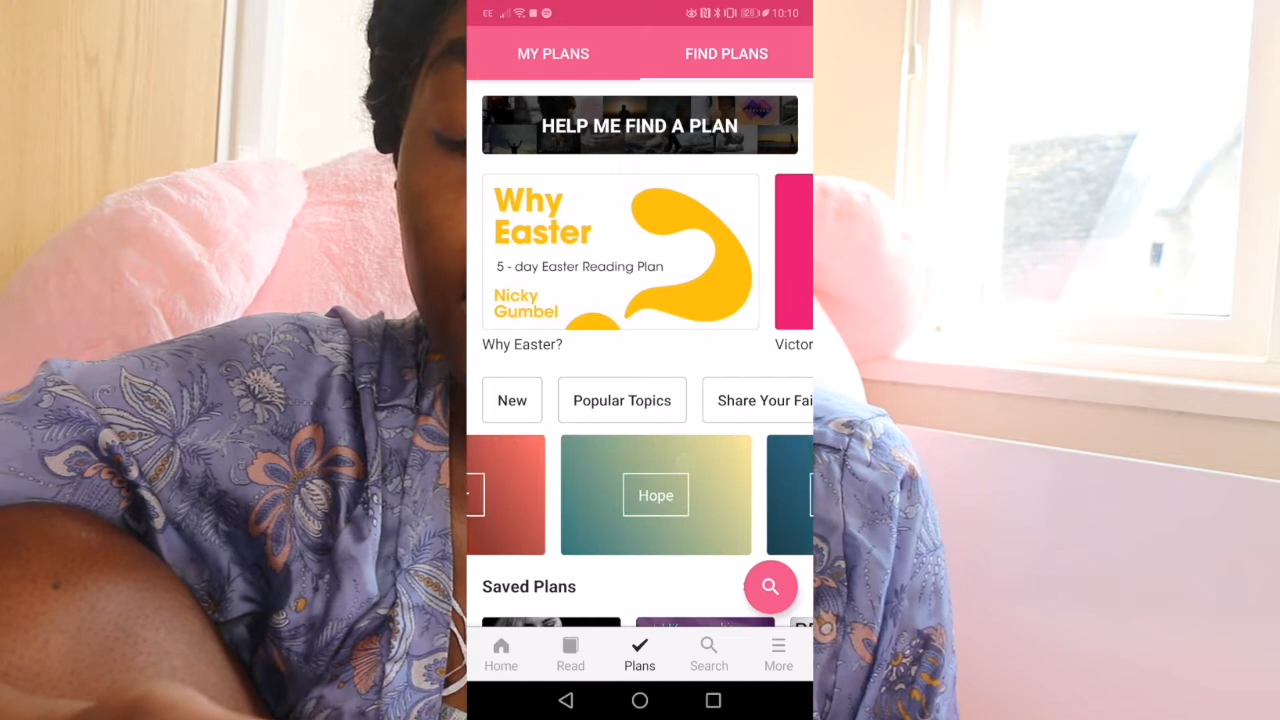 EE 10:10
MY PLANS FIND PLANS
HELP ME FIND A PLAN
Why
Easter
5 - day Easter Reading Plan
Nicky
Gumbel
Why Easter? Victor
New Popular Topics Share Your Fai
Hope
Saved Plans
Home Read Plans Search More